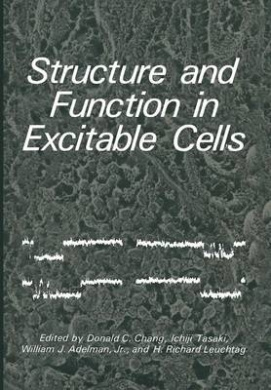 Structure and
Function in
Excitable Cells
Edited by Donald C. Chang, Ichiji Tasaki,
William J. Adelman, Jr., and H. Richard Leuchtag